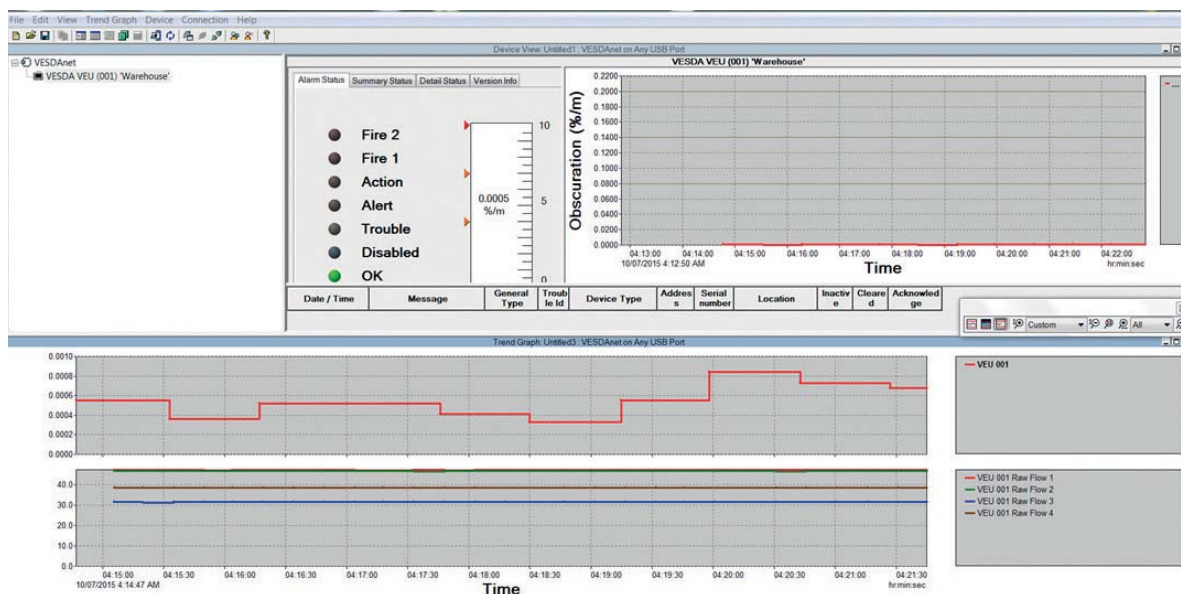 File Edit View Trend Graph Device Connection Help
Device View: Untitled1 : VESDAnet on Any USB Port
VESDAnet
VESDA VEU (001) 'Warehouse'
VESDA VEU (001) 'Warehouse'
Alarm Status Summary Status Detail Status Version Info
Fire 2
Fire 1
Action
Alert
Trouble
Disabled
OK
10
5
0
0.0005
%/m
Obscuration (%/m)
0.2200
0.2000
0.1800
0.1600
0.1400
0.1200
0.1000
0.0800
0.0600
0.0400
0.0200
0.0000
04:13:00 04:14:00 04:15:00 04:16:00 04:17:00 04:18:00 04:19:00 04:20:00 04:21:00 04:22:00
10/07/2015 4:12:50 AM
Time
hr:min:sec
...
Date / Time Message General Type Troub le Id Device Type Addres s Serial number Location Inactiv e Cleare d Acknowled ge
Custom All
Trend Graph: Untitled3 : VESDAnet on Any USB Port
0.0010
0.0008
0.0006
0.0004
0.0002
0.0000
VEU 001
40.0
30.0
20.0
10.0
0.0
VEU 001 Raw Flow 1
VEU 001 Raw Flow 2
VEU 001 Raw Flow 3
VEU 001 Raw Flow 4
04:15:00 04:15:30 04:16:00 04:16:30 04:17:00 04:17:30 04:18:00 04:18:30 04:19:00 04:19:30 04:20:00 04:20:30 04:21:00 04:21:30
10/07/2015 4:14:47 AM
Time
hr:min:sec